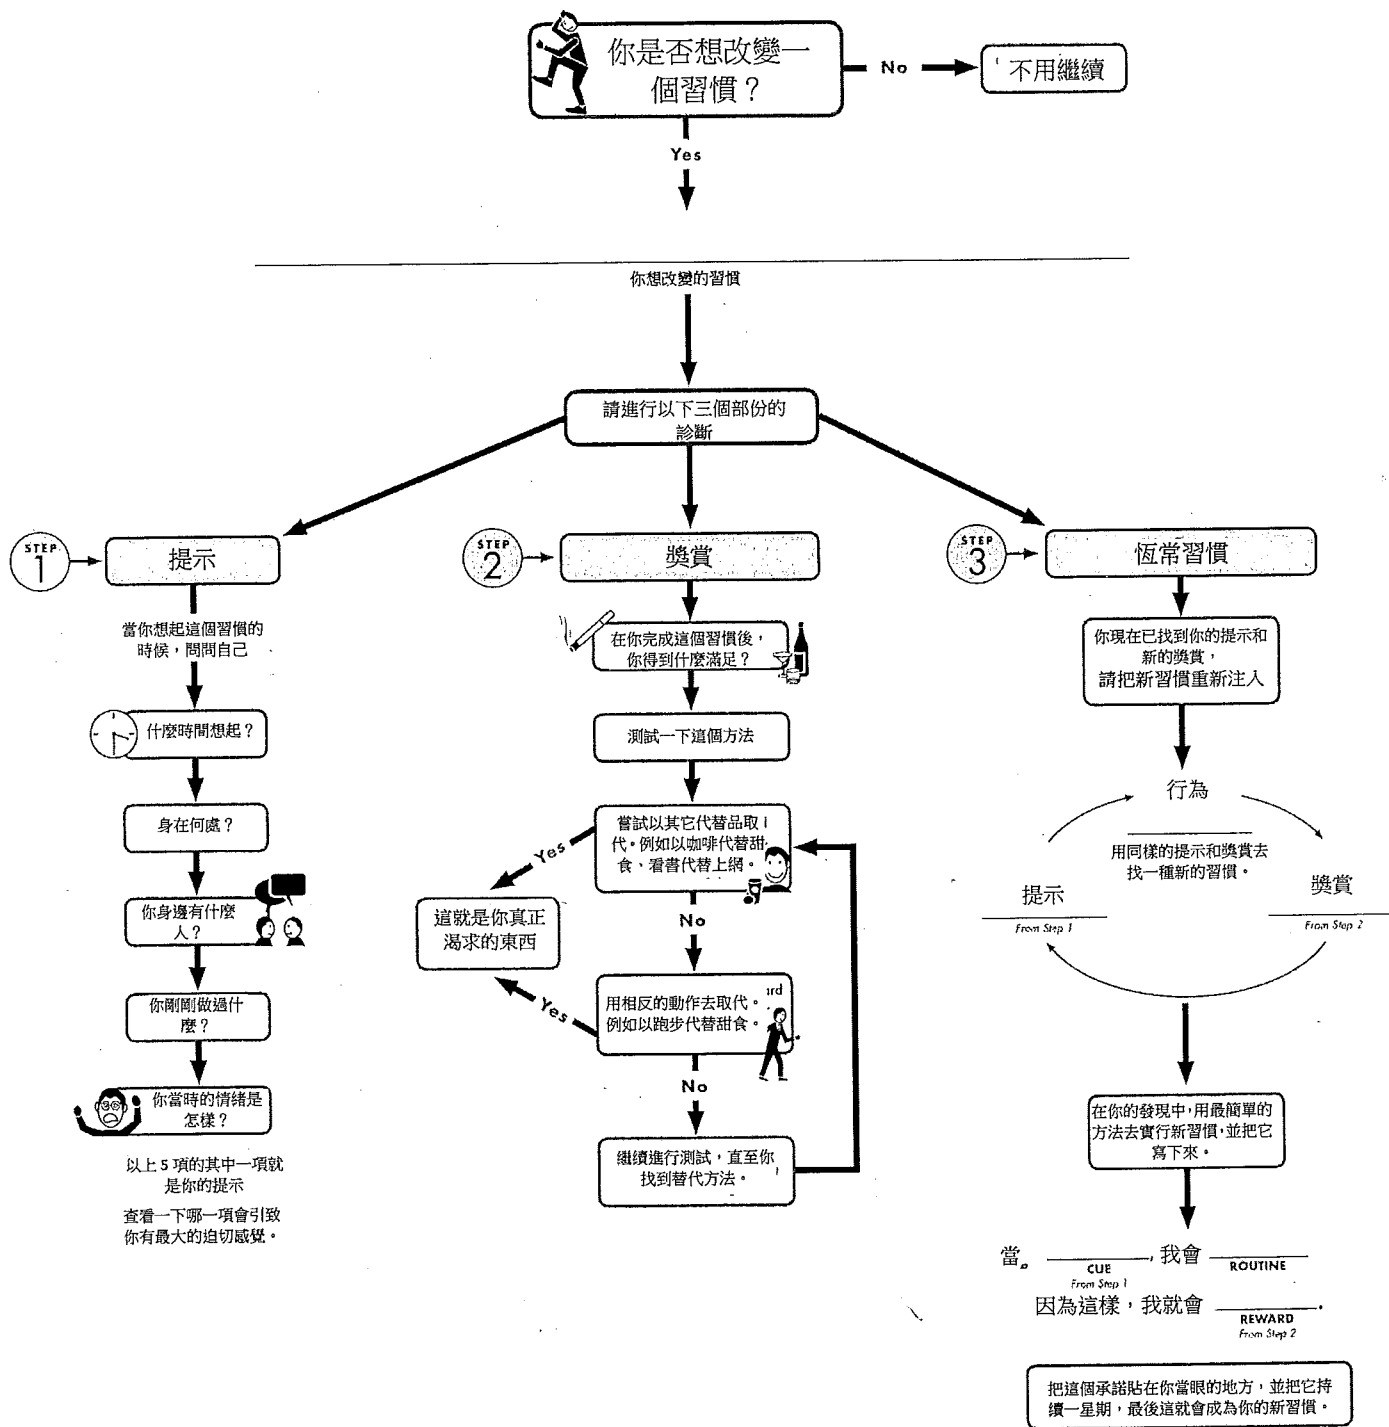 你是否想改變一
個習慣？
No
不用繼續
Yes
你想改變的習慣
請進行以下三個部份的
診斷
STEP
1
提示
當你想起這個習慣的
時候，問問自己
什麼時間想起？
身在何處？
你身邊有什麼
人？
你剛剛做過什
麼？
你當時的情緒是
怎樣？
以上 5 項的其中一項就
是你的提示
查看一下哪一項會引致
你有最大的迫切感覺。
STEP
2
獎賞
在你完成這個習慣後，
你得到什麼滿足？
測試一下這個方法
嘗試以其它代替品取
代。例如以咖啡代替甜
食、看書代替上網。
Yes
No
這就是你真正
渴求的東西
用相反的動作去取代。
rd
例如以跑步代替甜食。
Yes
No
繼續進行測試，直至你
找到替代方法。
STEP
3
恆常習慣
你現在已找到你的提示和
新的獎賞，
請把新習慣重新注入
行為
用同樣的提示和獎賞去
找一種新的習慣。
提示
From Step 1
獎賞
From Step 2
在你的發現中，用最簡單的
方法去實行新習慣，並把它
寫下來。
當 ，我會
CUE
From Step 1
ROUTINE
因為這樣，我就會 .
REWARD
From Step 2
把這個承諾貼在你當眼的地方，並把它持
續一星期，最後這就會成為你的新習慣。